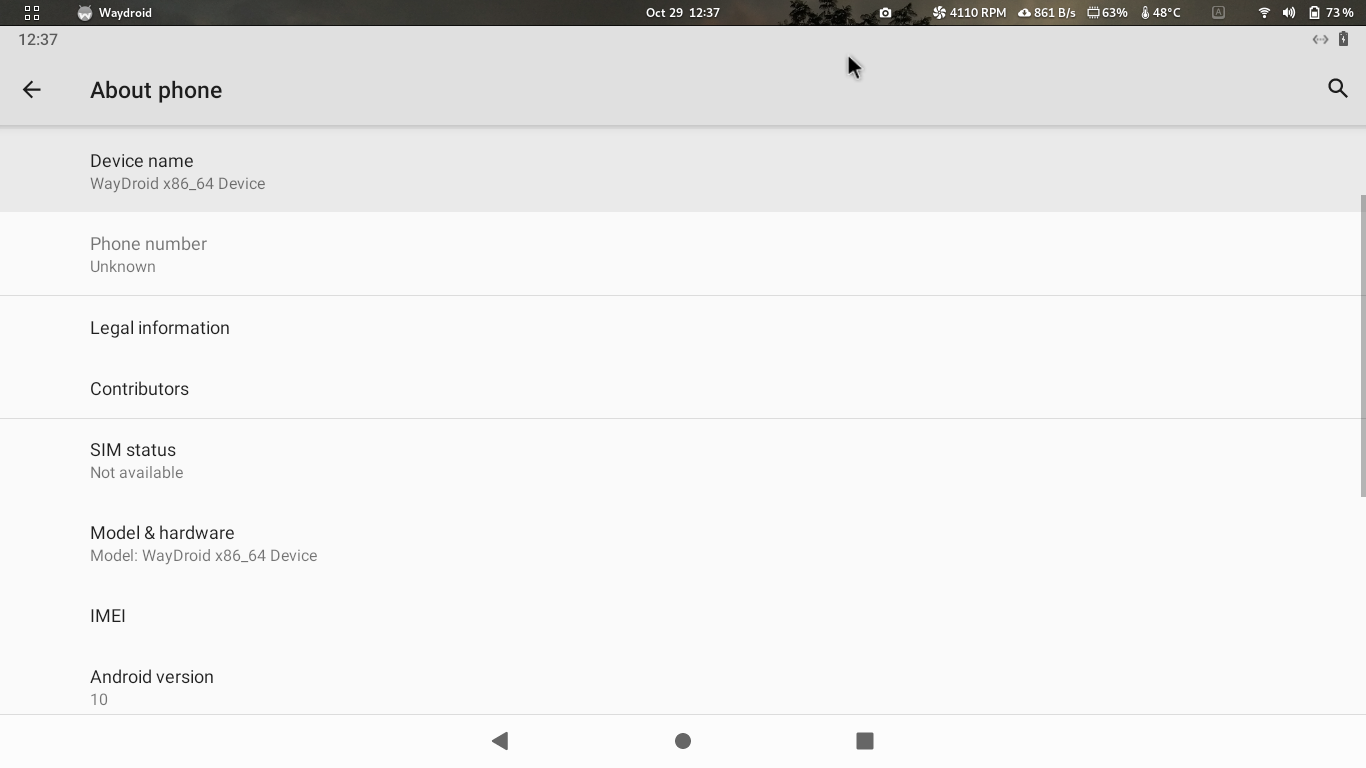 Waydroid
Oct 29 12:37
4110 RPM
861 B/s
63%
48°C
A
73 %
12:37
About phone
Device name
WayDroid x86_64 Device
Phone number
Unknown
Legal information
Contributors
SIM status
Not available
Model & hardware
Model: WayDroid x86_64 Device
IMEI
Android version
10